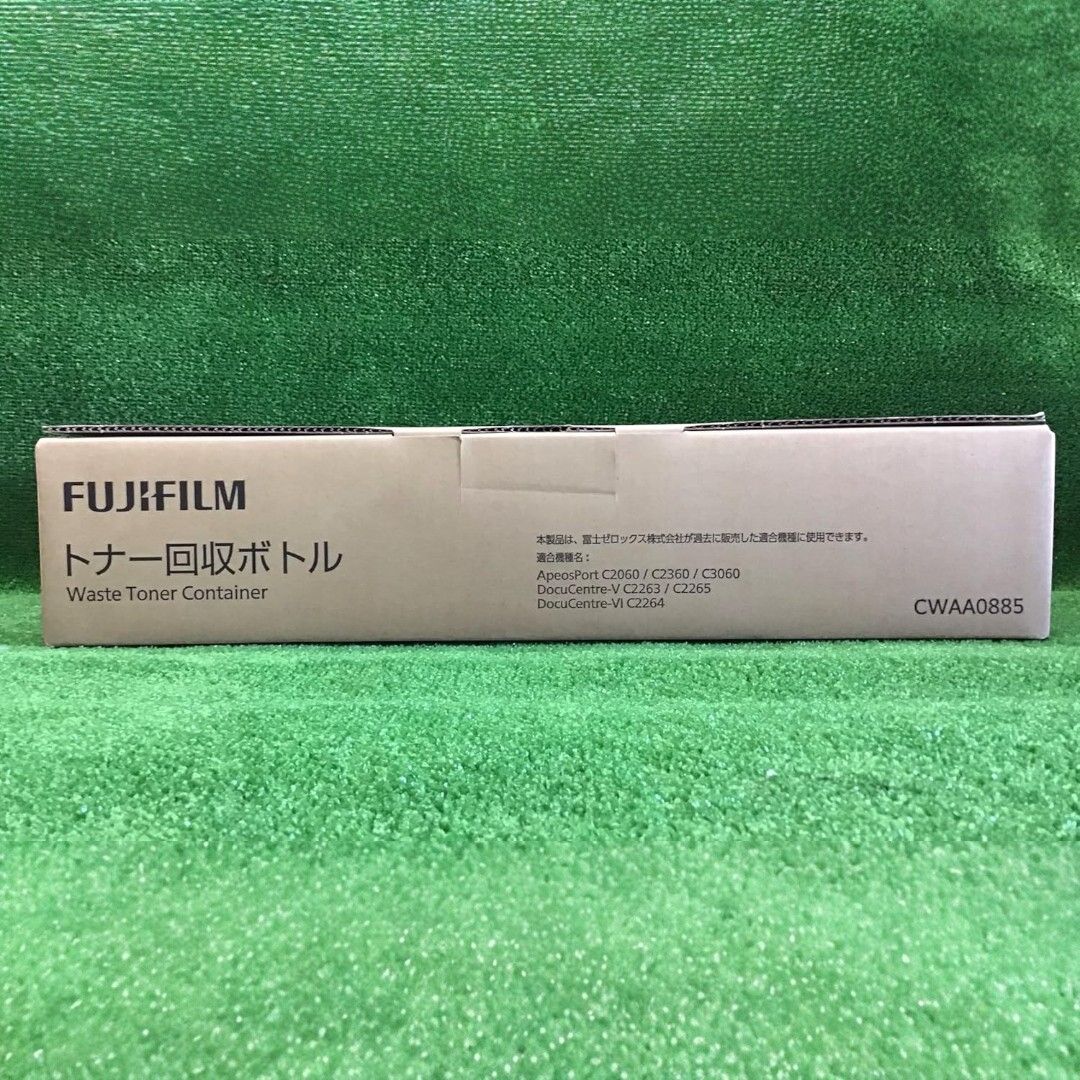 FUJIFILM
トナー回収ボトル
Waste Toner Container
本製品は、富士ゼロックス株式会社が過去に販売した適合機種に使用できます。
適合機種名：
ApeosPort C2060 / C2360 / C3060
DocuCentre-V C2263 / C2265
DocuCentre-VI C2264
CWAA0885